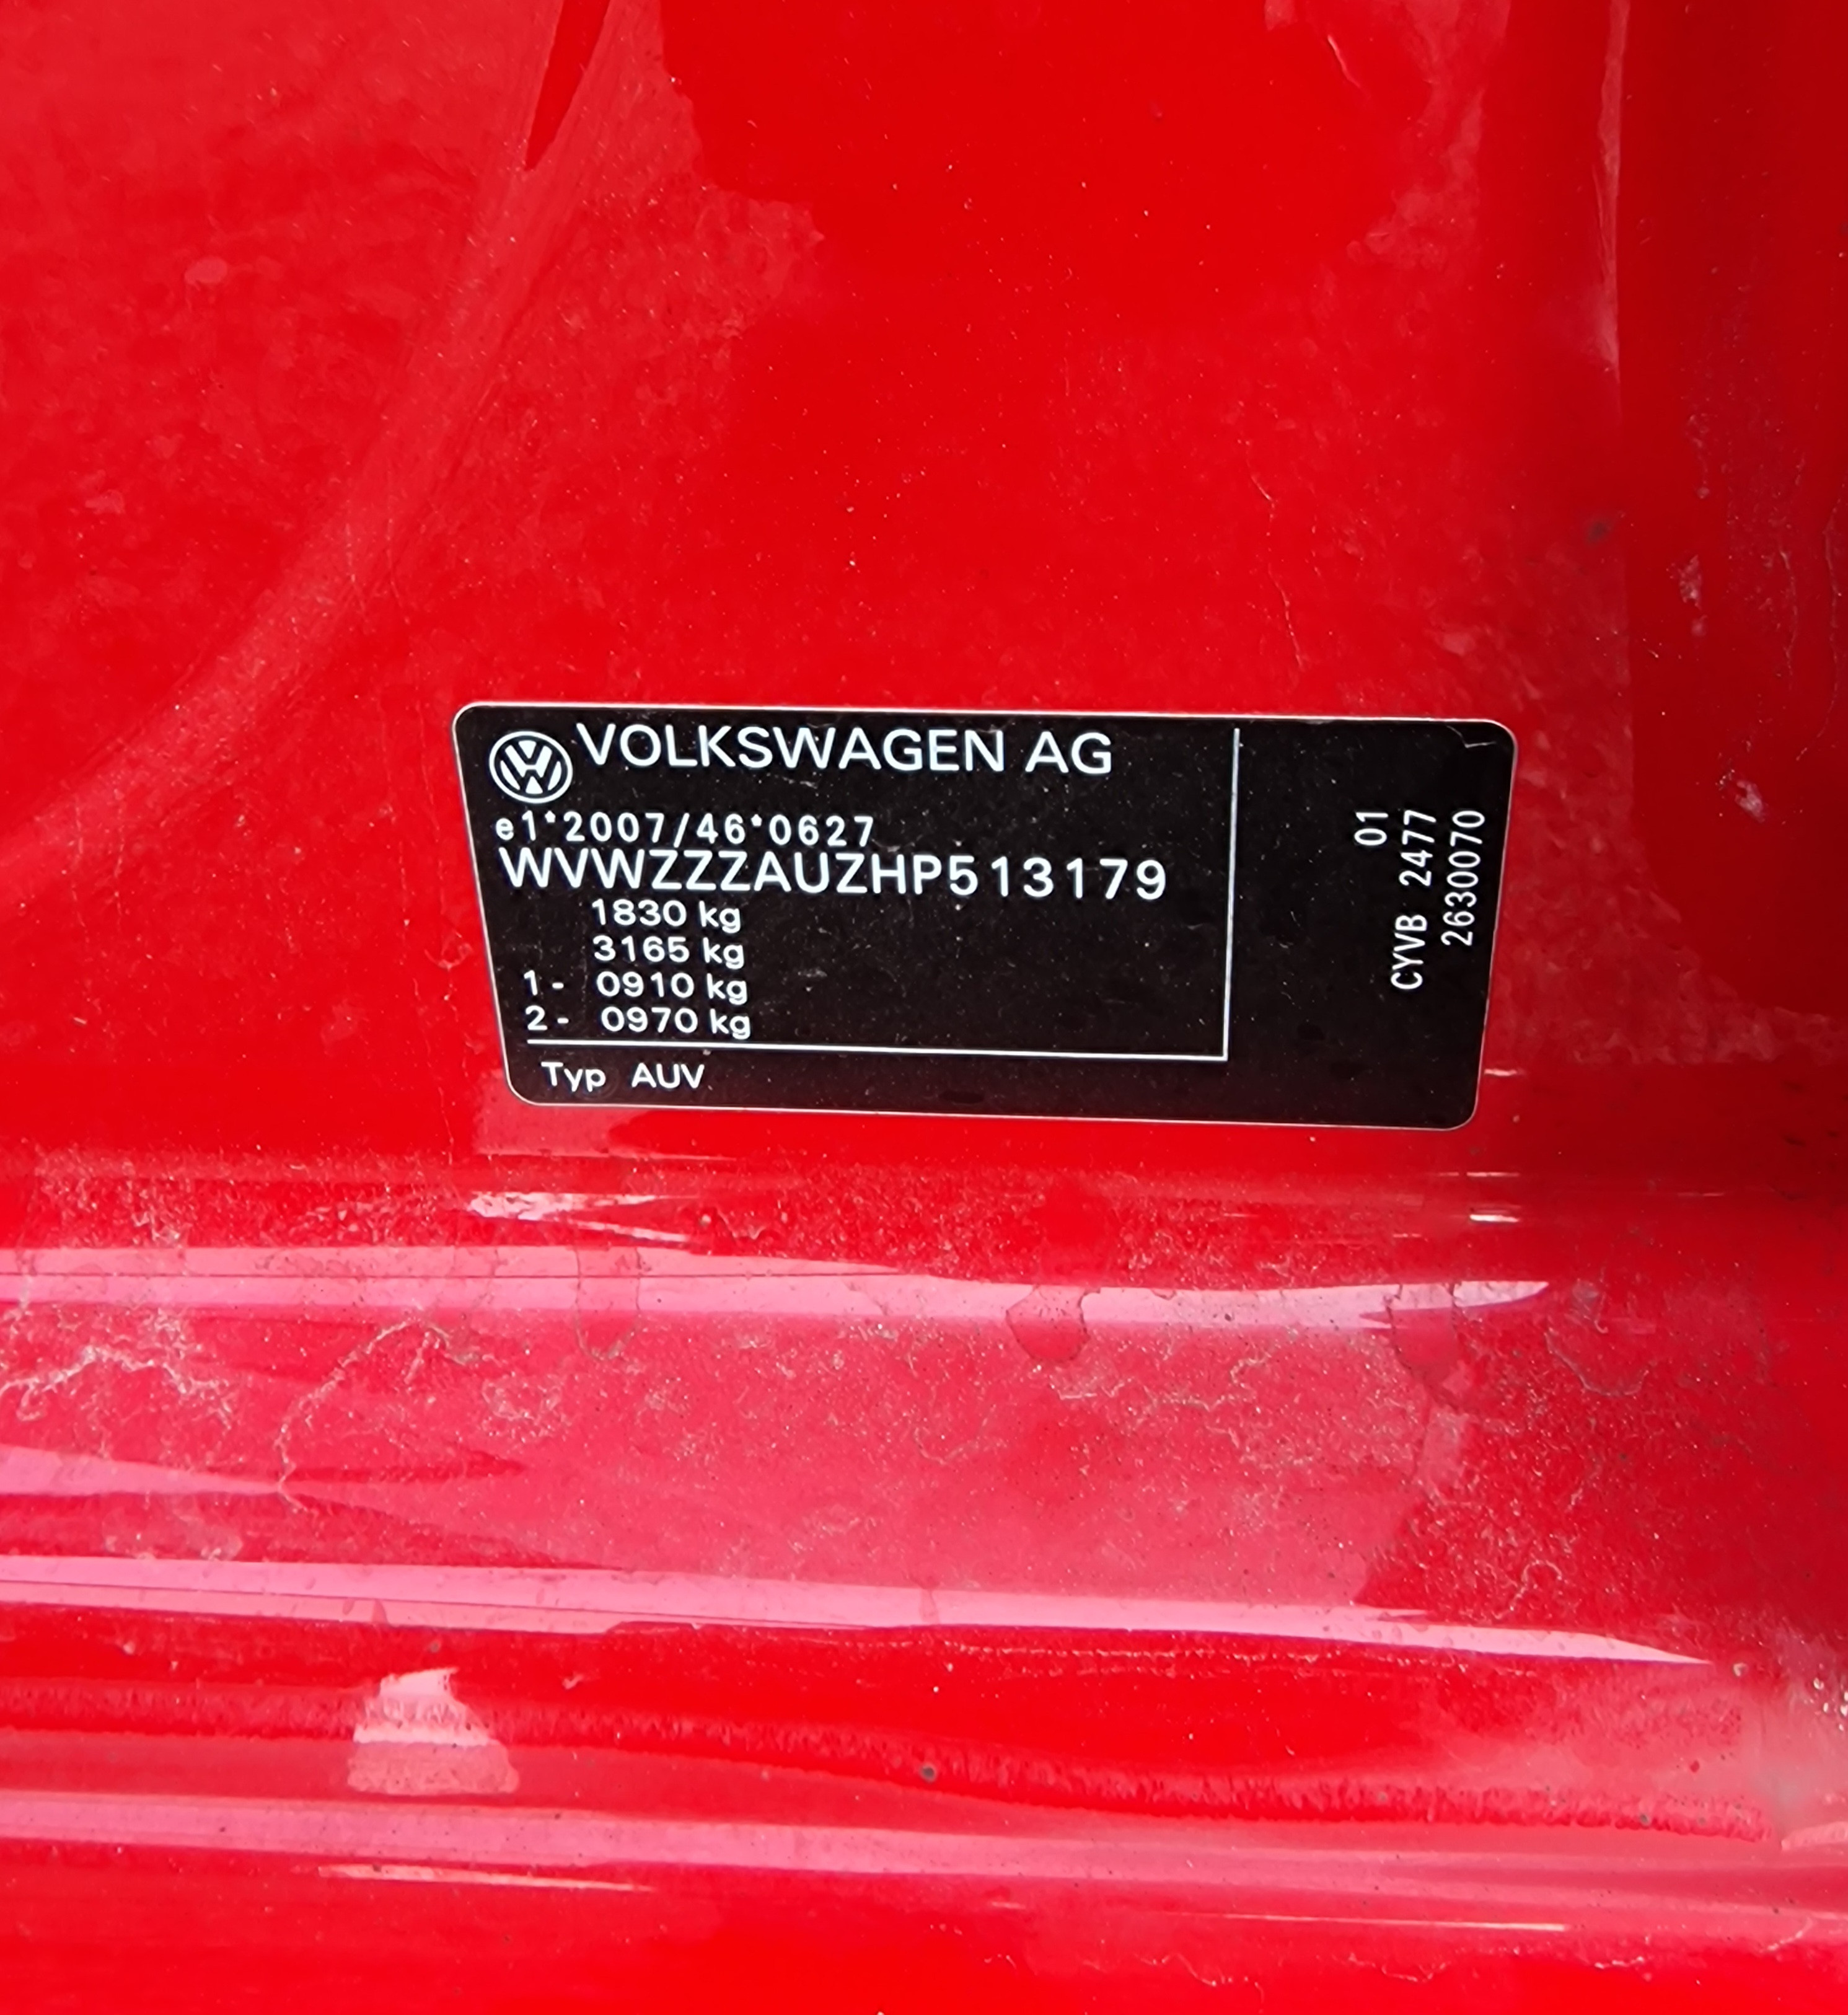 VOLKSWAGEN AG
e1*2007/46*0627
WVWZZZAUZHP513179
1830 kg
3165 kg
1 - 0910 kg
2 - 0970 kg
Typ AUV
01
CYVB 2477
2630070